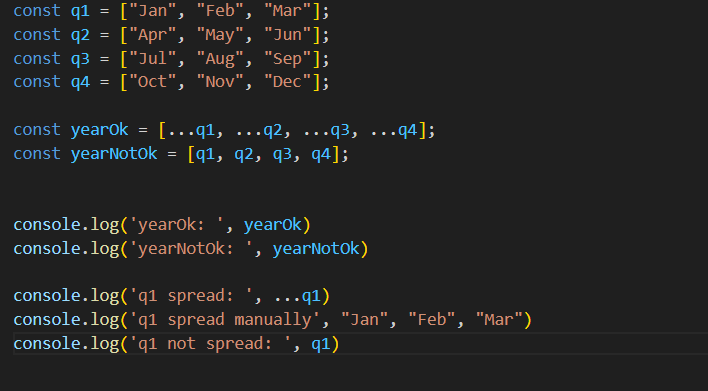 const q1 = ["Jan", "Feb", "Mar"];
const q2 = ["Apr", "May", "Jun"];
const q3 = ["Jul", "Aug", "Sep"];
const q4 = ["Oct", "Nov", "Dec"];
const yearOk = [...q1, ...q2, ...q3, ...q4];
const yearNotOk = [q1, q2, q3, q4];
console.log('yearOk: ', yearOk)
console.log('yearNotOk: ', yearNotOk)
console.log('q1 spread: ', ...q1)
console.log('q1 spread manually', "Jan", "Feb", "Mar")
console.log('q1 not spread: ', q1)